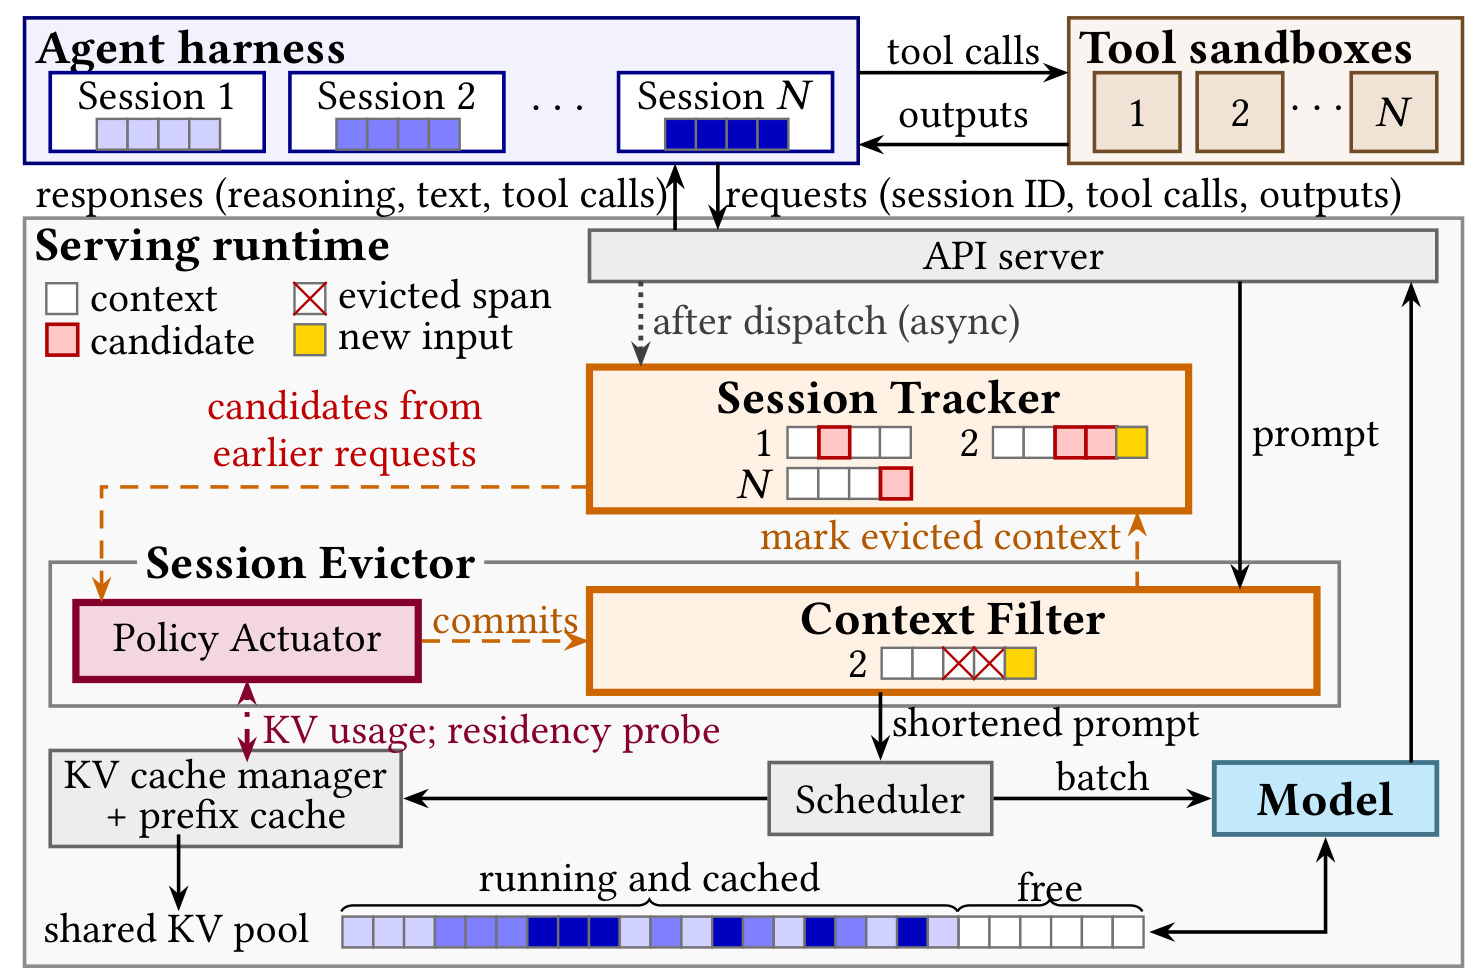 Agent harness
Session 1
Session 2
. . .
Session N
tool calls
outputs
Tool sandboxes
1
2
. . .
N
responses (reasoning, text, tool calls)
requests (session ID, tool calls, outputs)
Serving runtime
context
evicted span
candidate
new input
API server
after dispatch (async)
candidates from
earlier requests
Session Tracker
1
2
N
prompt
mark evicted context
Session Evictor
Policy Actuator
commits
Context Filter
2
KV usage; residency probe
shortened prompt
KV cache manager
+ prefix cache
Scheduler
batch
Model
running and cached
free
shared KV pool